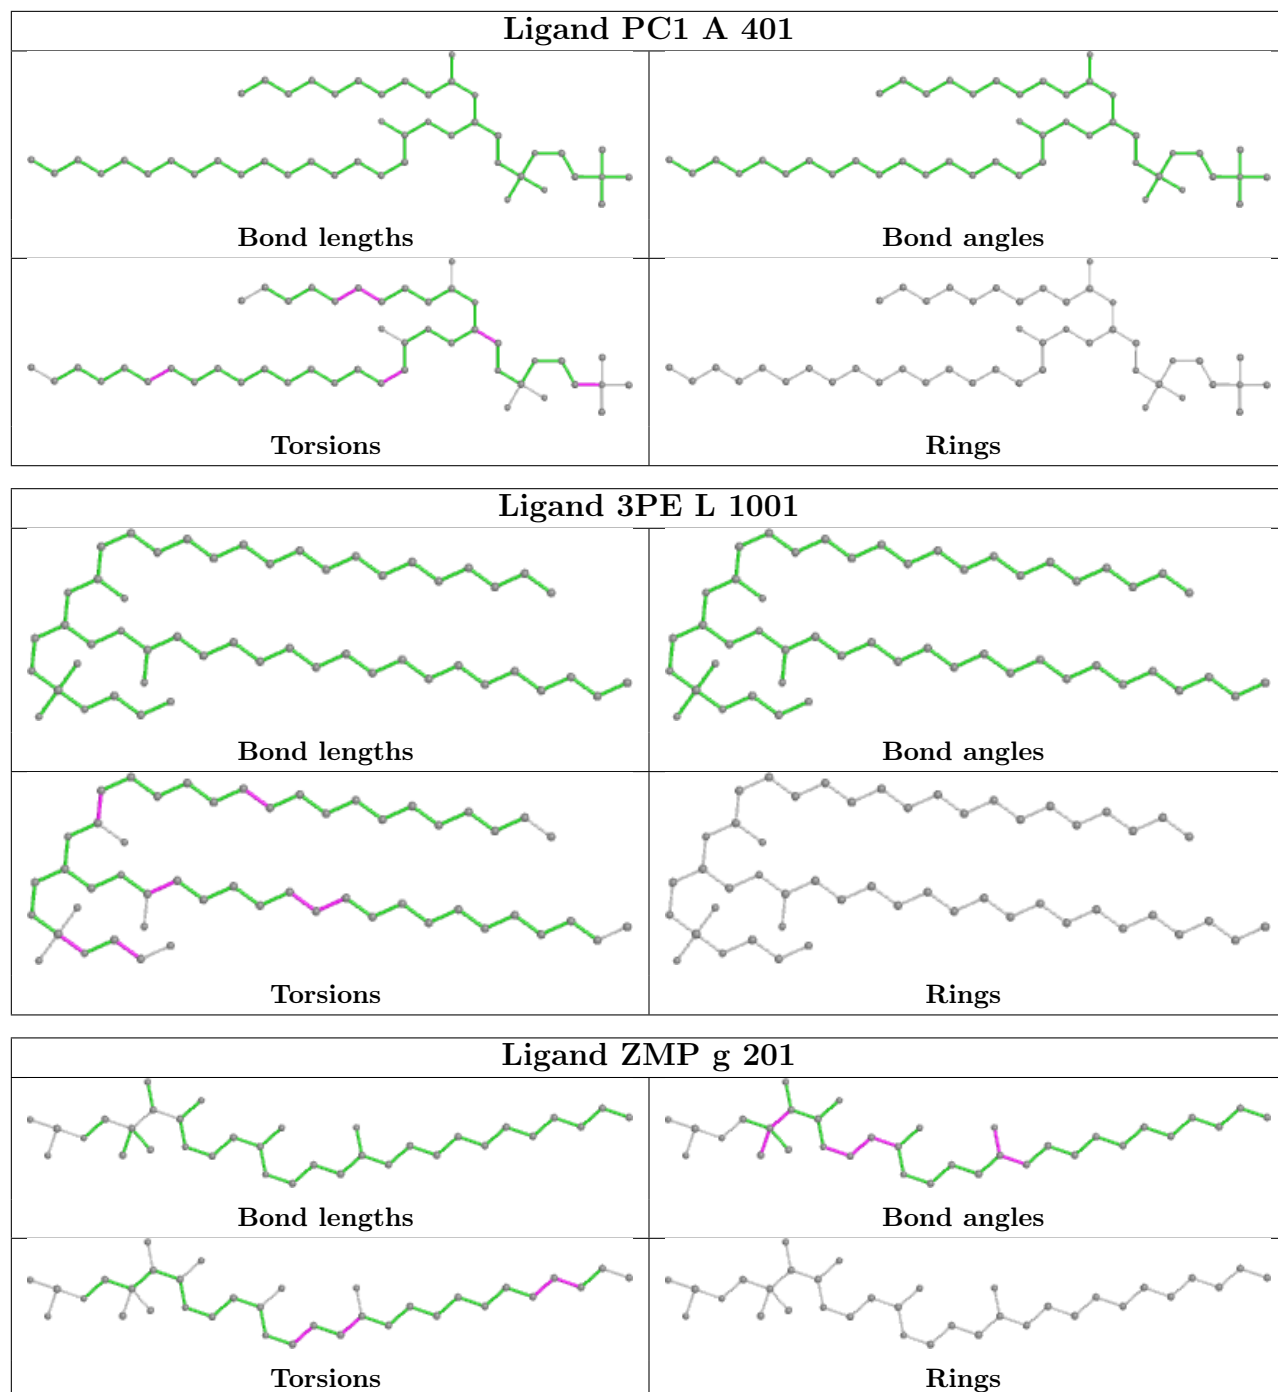 Ligand PC1 A 401
Bond lengths
Bond angles
Torsions
Rings
Ligand 3PE L 1001
Bond lengths
Bond angles
Torsions
Rings
Ligand ZMP g 201
Bond lengths
Bond angles
Torsions
Rings